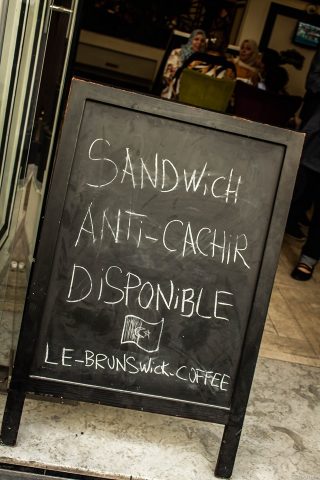 SANDWiCH
ANTi-CACHiR
DiSPONiBLE
LE-BRUNSWiCK-COFFEE